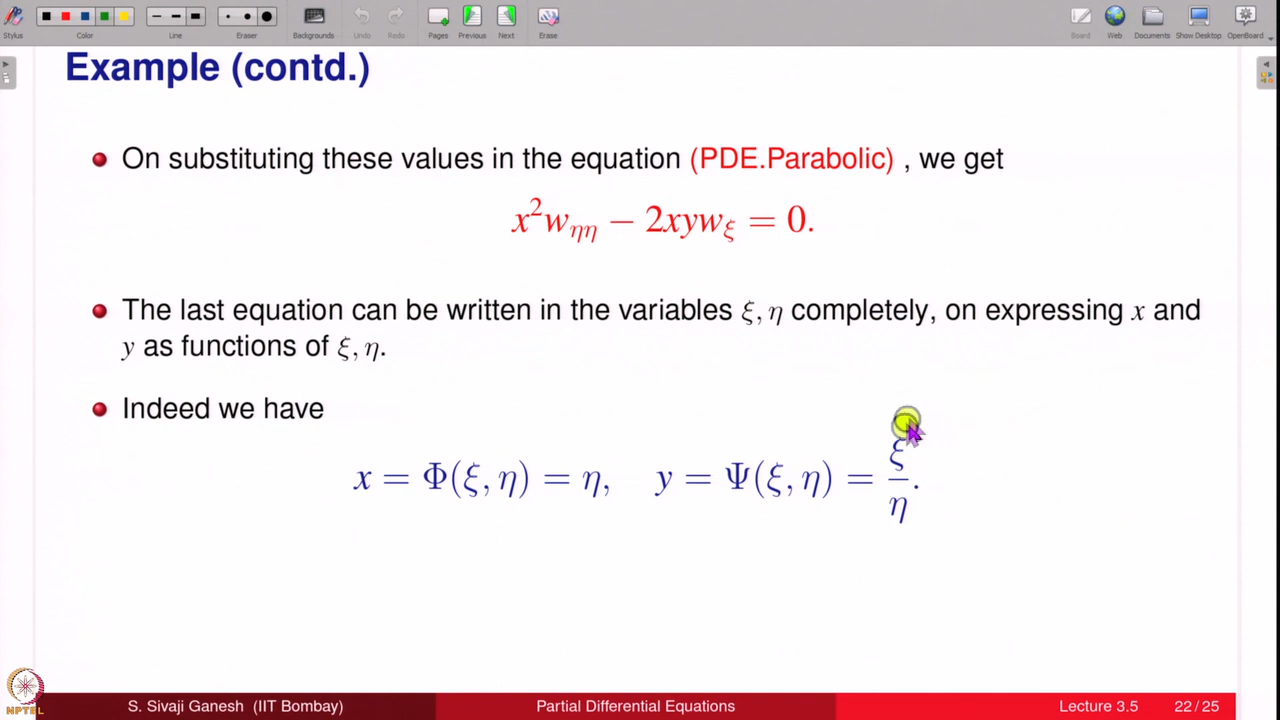 Stylus Color Line Eraser Backgrounds Undo Redo Pages Previous Next Erase Board Web Documents Show Desktop OpenBoard
Example (contd.)
On substituting these values in the equation (PDE.Parabolic) , we get
x²w_{ηη} − 2xyw_ξ = 0.
The last equation can be written in the variables ξ, η completely, on expressing x and
y as functions of ξ, η.
Indeed we have
x = Φ(ξ, η) = η, y = Ψ(ξ, η) = ξ/η.
NPTEL
S. Sivaji Ganesh (IIT Bombay) Partial Differential Equations Lecture 3.5 22 / 25